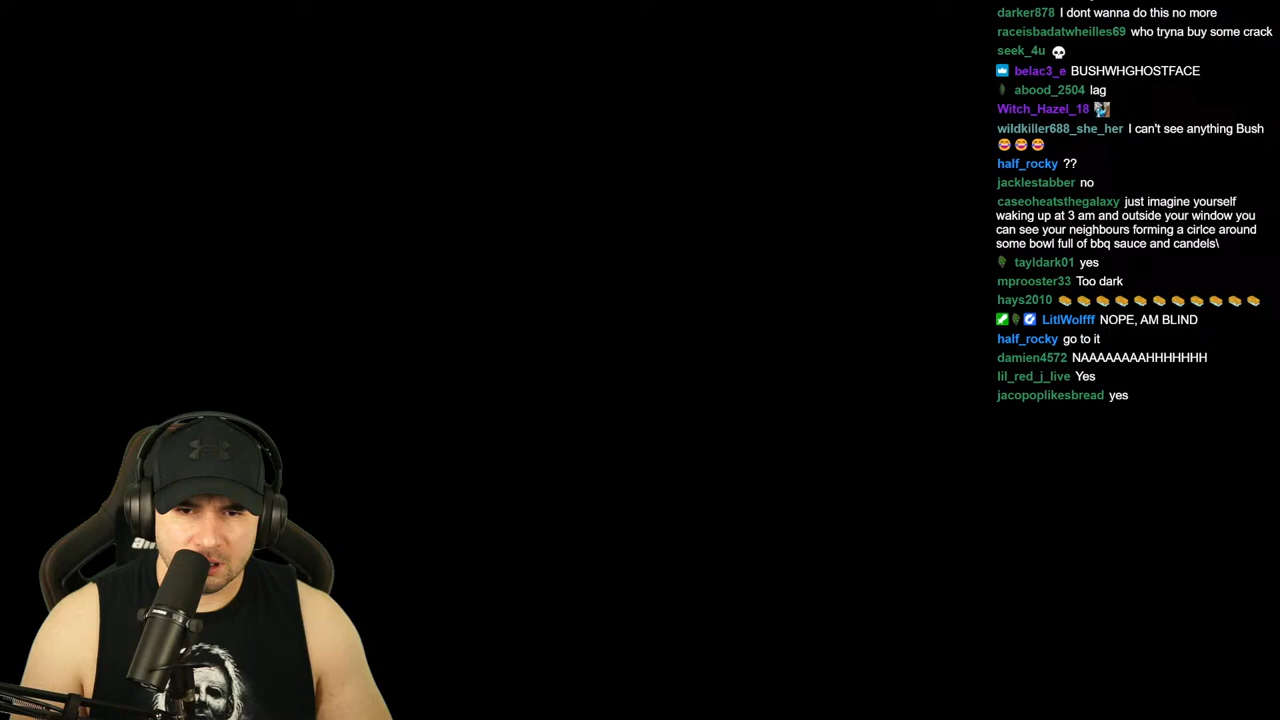 darker878 I dont wanna do this no more
raceisbadatwheilles69 who tryna buy some crack
seek_4u 💀
belac3_e BUSHWHGHOSTFACE
abood_2504 lag
Witch_Hazel_18
wildkiller688_she_her I can't see anything Bush
😂 😂 😂
half_rocky ??
jacklestabber no
caseoheatsthegalaxy just imagine yourself
waking up at 3 am and outside your window you
can see your neighbours forming a cirlce around
some bowl full of bbq sauce and candels\
tayldark01 yes
mprooster33 Too dark
hays2010
LitlWolfff NOPE, AM BLIND
half_rocky go to it
damien4572 NAAAAAAAAHHHHHHH
lil_red_j_live Yes
jacopoplikesbread yes